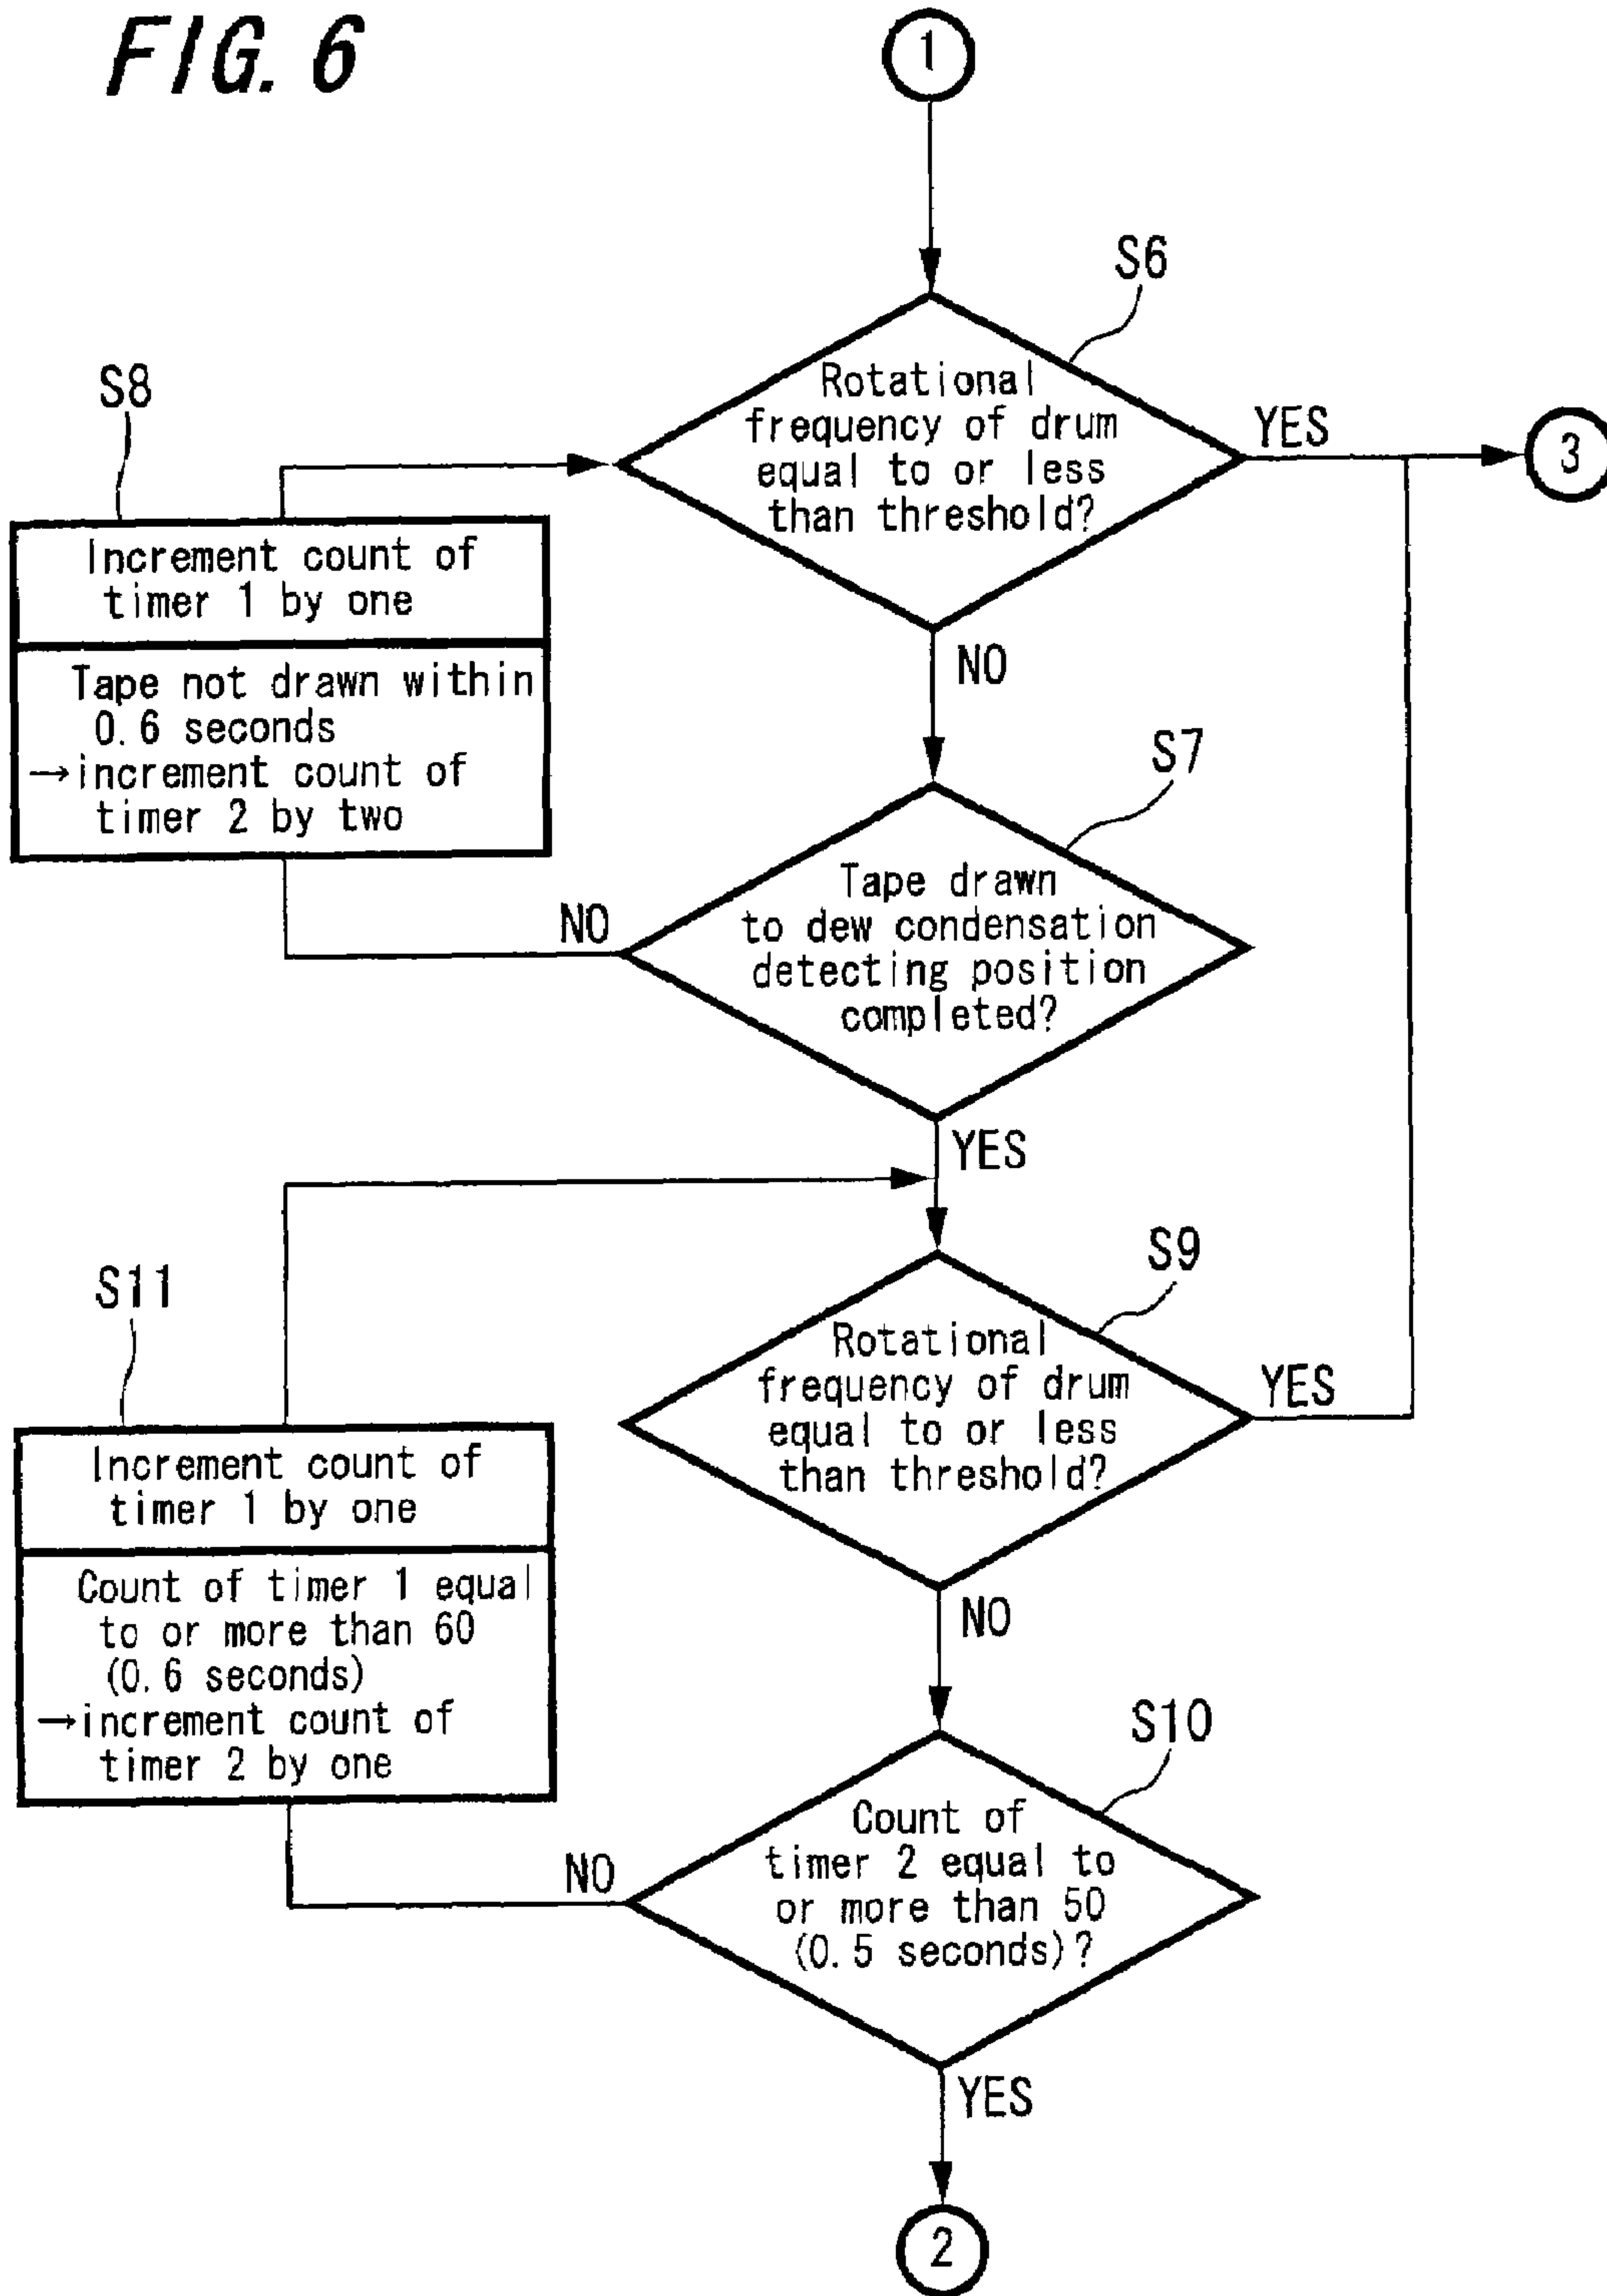 FIG. 6
1
S6
Rotational
frequency of drum
equal to or less
than threshold?
YES
3
NO
S8
Increment count of
timer 1 by one
Tape not drawn within
0.6 seconds
→increment count of
timer 2 by two
S7
Tape drawn
to dew condensation
detecting position
completed?
NO
YES
S9
Rotational
frequency of drum
equal to or less
than threshold?
YES
NO
S11
Increment count of
timer 1 by one
Count of timer 1 equal
to or more than 60
(0.6 seconds)
→increment count of
timer 2 by one
S10
Count of
timer 2 equal to
or more than 50
(0.5 seconds)?
NO
YES
2